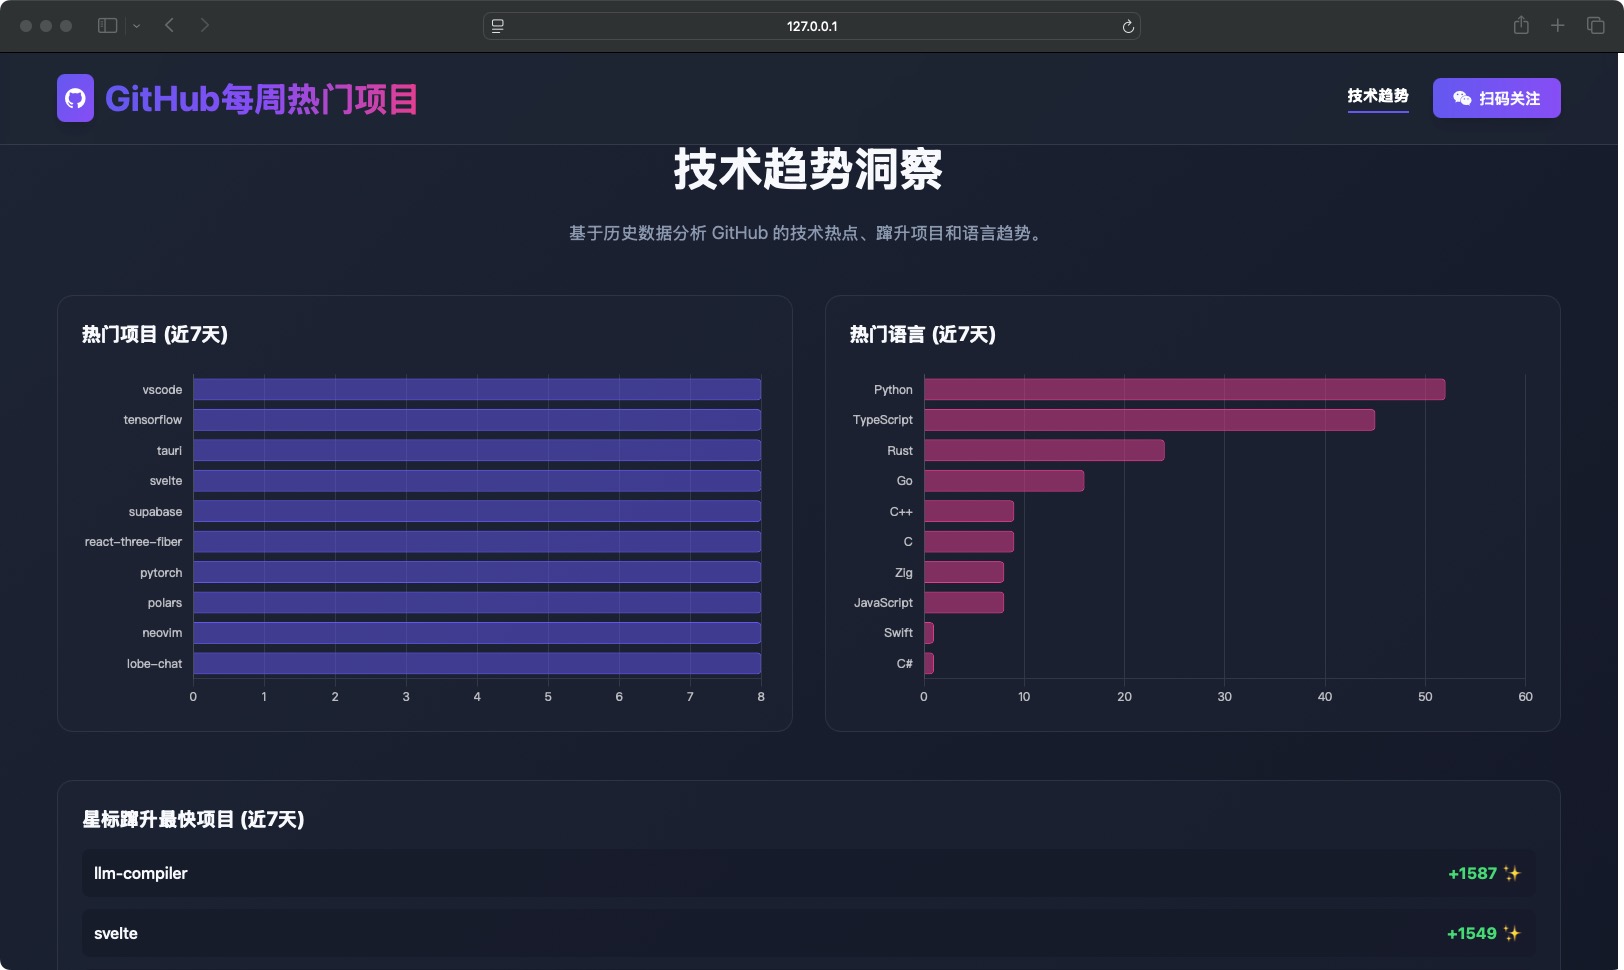 127.0.0.1
GitHub每周热门项目
技术趋势
扫码关注
技术趋势洞察
基于历史数据分析 GitHub 的技术热点、蹿升项目和语言趋势。
热门项目 (近7天)
vscode
tensorflow
tauri
svelte
supabase
react-three-fiber
pytorch
polars
neovim
lobe-chat
0 1 2 3 4 5 6 7 8
热门语言 (近7天)
Python
TypeScript
Rust
Go
C++
C
Zig
JavaScript
Swift
C#
0 10 20 30 40 50 60
星标蹿升最快项目 (近7天)
llm-compiler +1587
svelte +1549